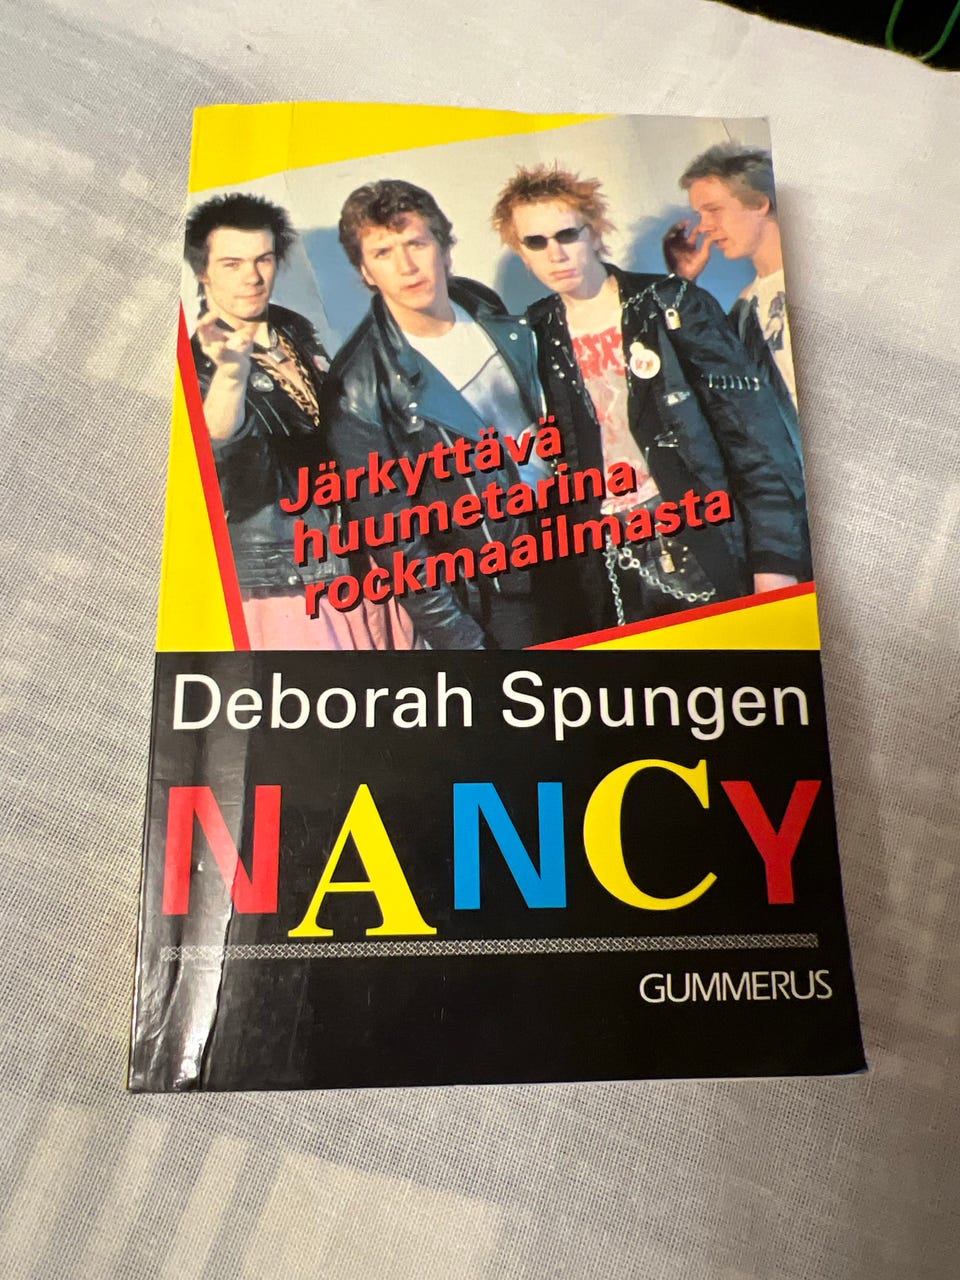 Järkyttävä
huumetarina
rockmaailmasta
Deborah Spungen
NANCY
GUMMERUS